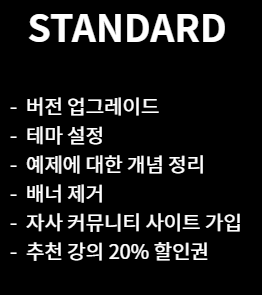 STANDARD
- 버전 업그레이드
- 테마 설정
- 예제에 대한 개념 정리
- 배너 제거
- 자사 커뮤니티 사이트 가입
- 추천 강의 20% 할인권